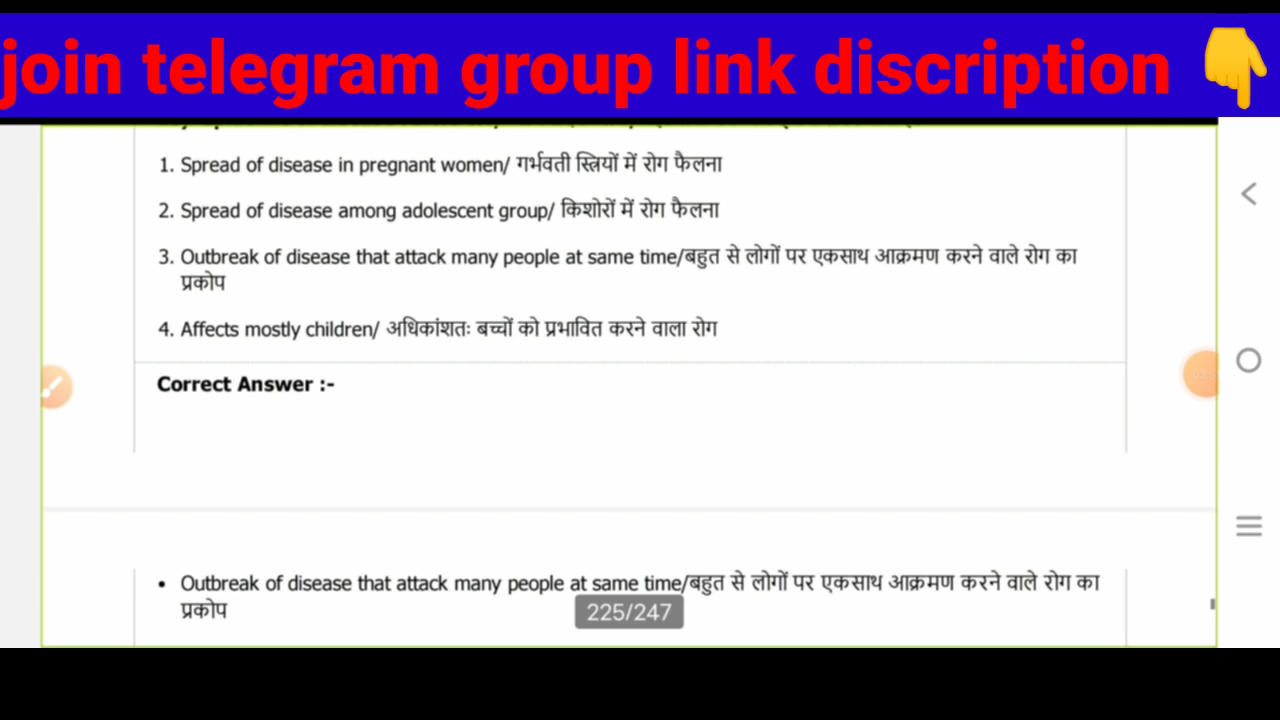 join telegram group link discription
1. Spread of disease in pregnant women/ गर्भवती स्त्रियों में रोग फैलना
2. Spread of disease among adolescent group/ किशोरों में रोग फैलना
3. Outbreak of disease that attack many people at same time/बहुत से लोगों पर एकसाथ आक्रमण करने वाले रोग का
प्रकोप
4. Affects mostly children/ अधिकांशतः बच्चों को प्रभावित करने वाला रोग
Correct Answer :-
• Outbreak of disease that attack many people at same time/बहुत से लोगों पर एकसाथ आक्रमण करने वाले रोग का
प्रकोप
225/247